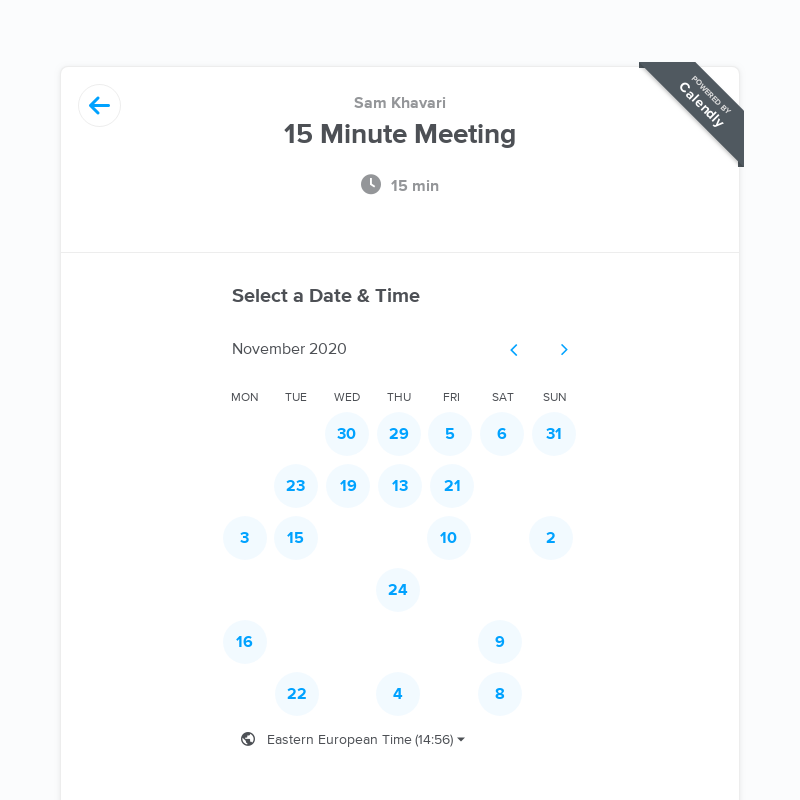 POWERED BY
Calendly
Sam Khavari
15 Minute Meeting
15 min
Select a Date & Time
November 2020
MON TUE WED THU FRI SAT SUN
30 29 5 6 31
23 19 13 21
3 15 10 2
24
16 9
22 4 8
Eastern European Time (14:56)